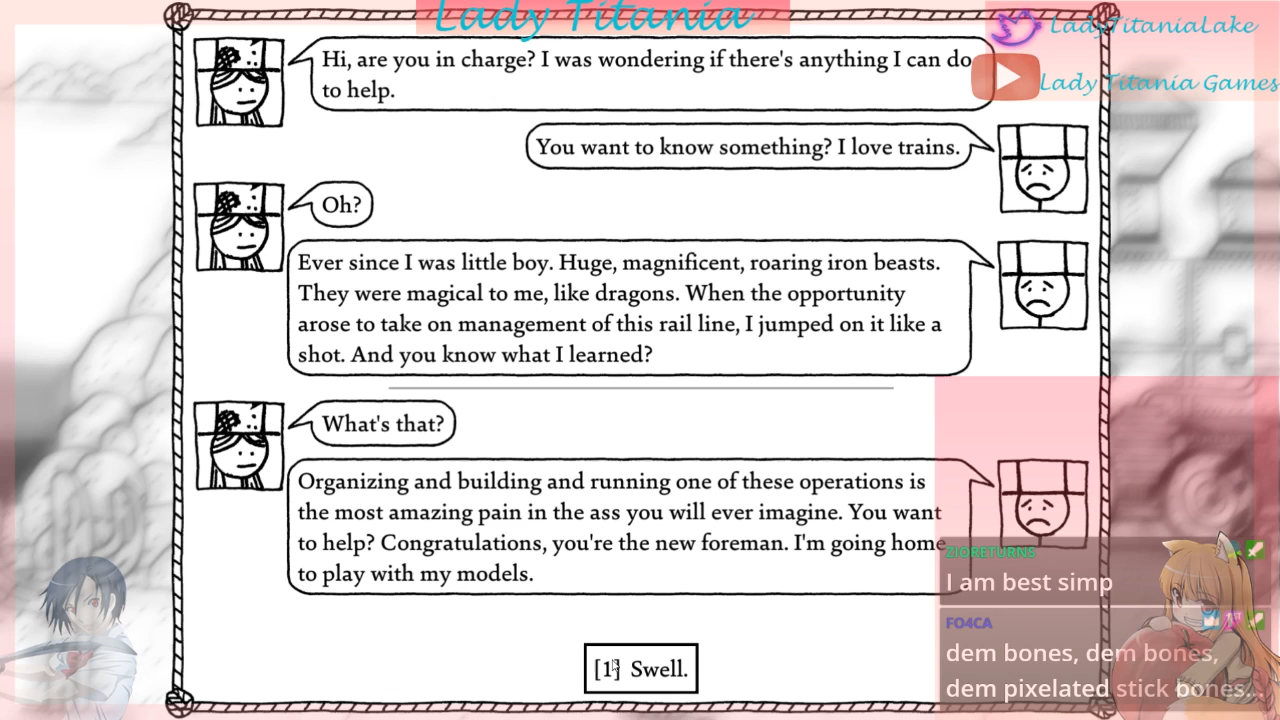 Lady Titania
LadyTitaniaLake
Lady Titania Games
Hi, are you in charge? I was wondering if there's anything I can do
to help.
You want to know something? I love trains.
Oh?
Ever since I was little boy. Huge, magnificent, roaring iron beasts.
They were magical to me, like dragons. When the opportunity
arose to take on management of this rail line, I jumped on it like a
shot. And you know what I learned?
What's that?
Organizing and building and running one of these operations is
the most amazing pain in the ass you will ever imagine. You want
to help? Congratulations, you're the new foreman. I'm going home
to play with my models.
[1] Swell.
ZIORETURNS
I am best simp
FO4CA
dem bones, dem bones,
dem pixelated stick bones...